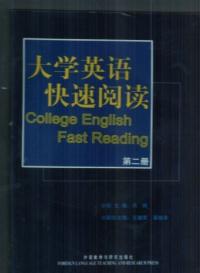 大学英语
快速阅读
College English
Fast Reading
第二册
外语教学与研究出版社
FOREIGN LANGUAGE TEACHING AND RESEARCH PRESS